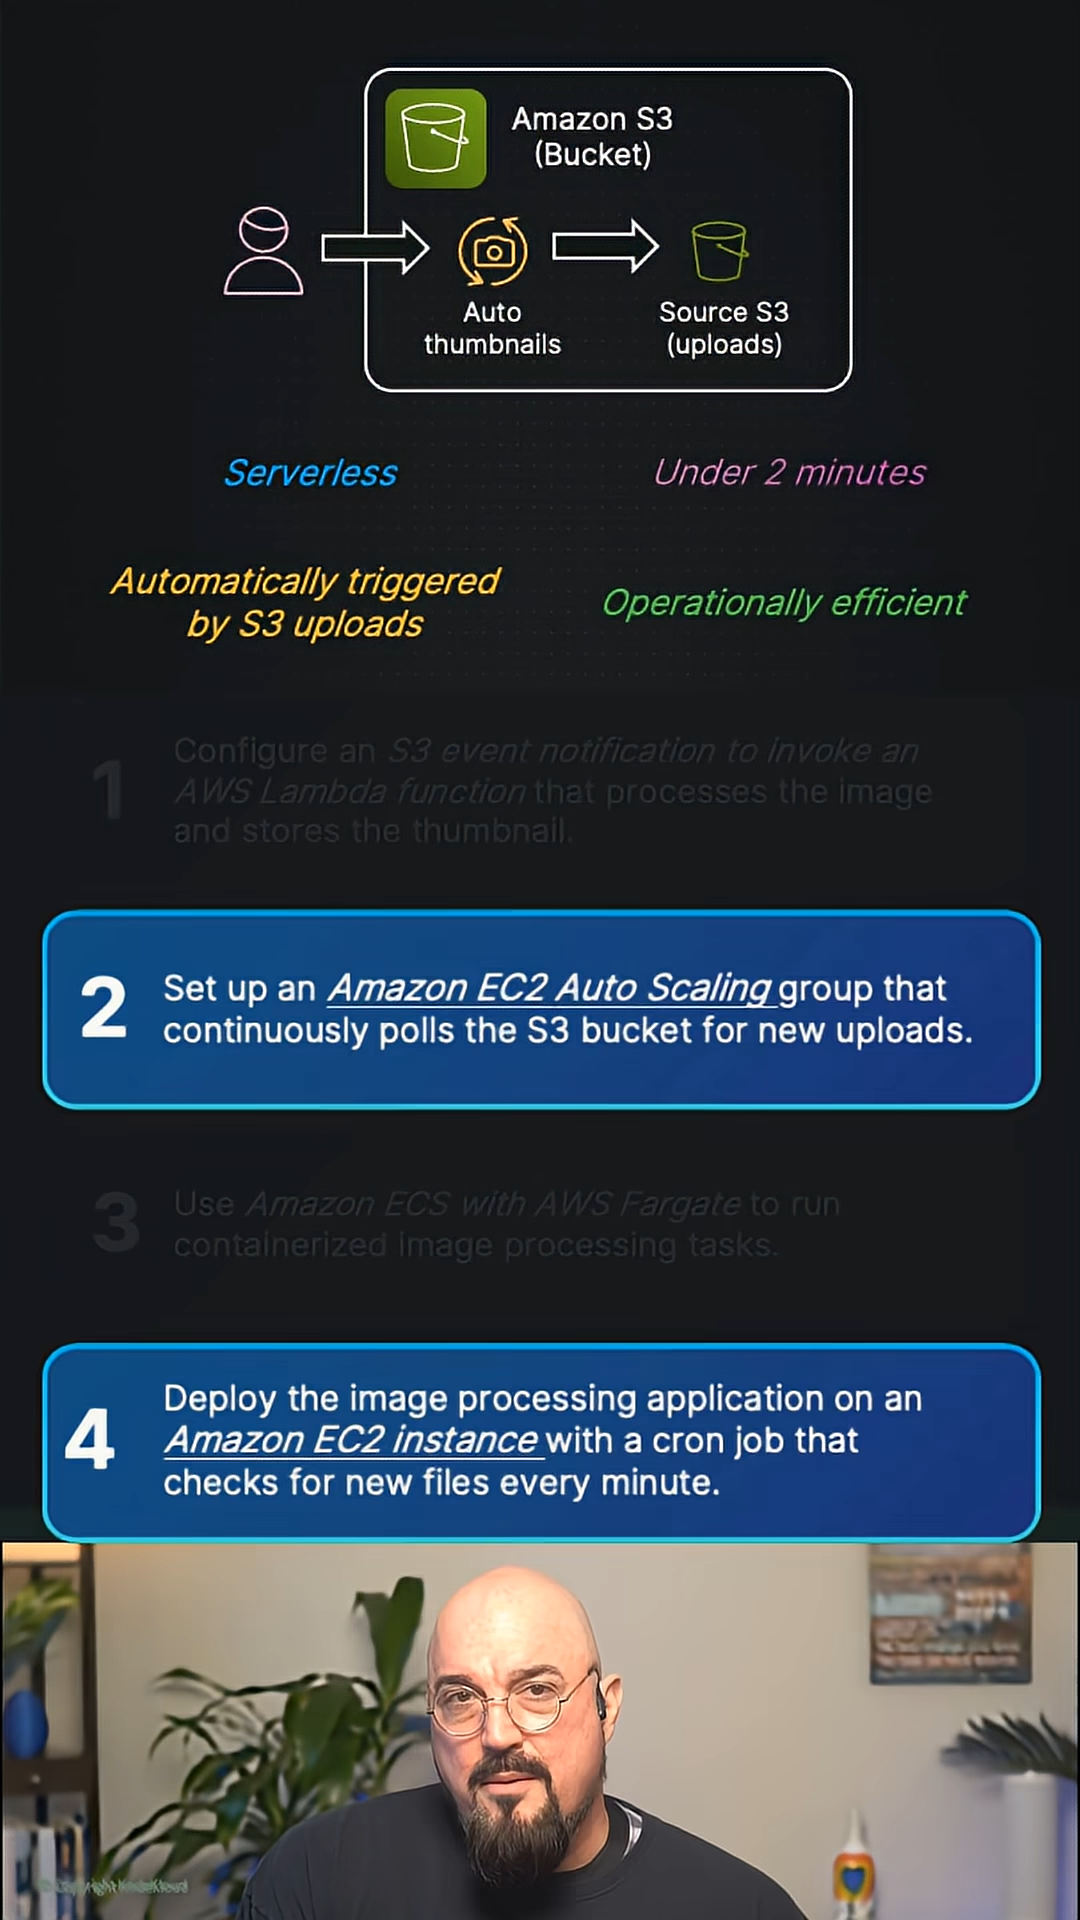 Amazon S3
(Bucket)
Auto
thumbnails
Source S3
(uploads)
Serverless
Under 2 minutes
Automatically triggered
by S3 uploads
Operationally efficient
1
Configure an S3 event notification to invoke an
AWS Lambda function that processes the image
and stores the thumbnail.
2
Set up an Amazon EC2 Auto Scaling group that
continuously polls the S3 bucket for new uploads.
3
Use Amazon ECS with AWS Fargate to run
containerized image processing tasks.
4
Deploy the image processing application on an
Amazon EC2 instance with a cron job that
checks for new files every minute.